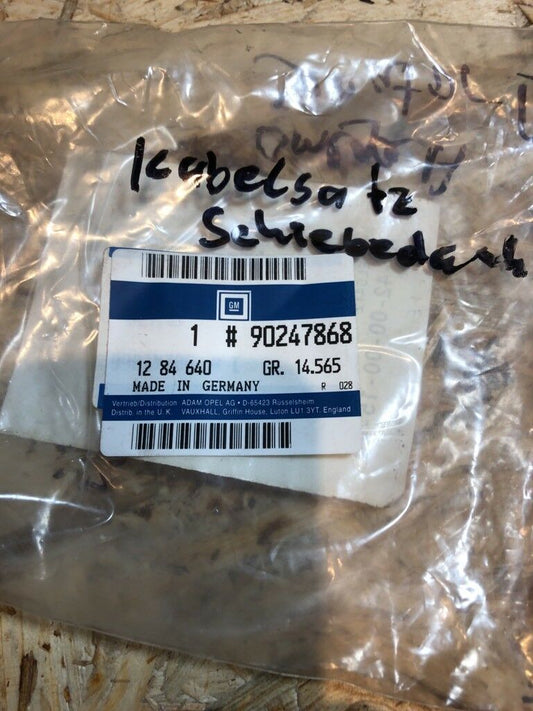 Kabelsatz
Schiebedach
GM
1 # 90247868
12 84 640 GR. 14.565
MADE IN GERMANY R 028
Vertrieb/Distribution ADAM OPEL AG • D-65423 Rüsselsheim
Distrib. in the U. K. VAUXHALL, Griffin House, Luton LU1 3YT. England